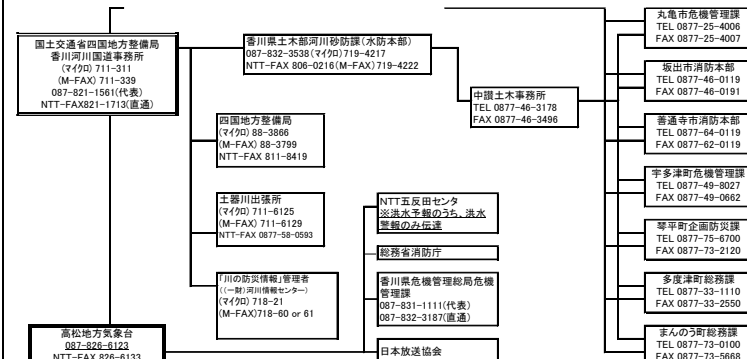 国土交通省四国地方整備局
香川河川国道事務所
(マイクロ) 711-311
(M-FAX) 711-339
087-821-1561(代表)
NTT-FAX821-1713(直通)
香川県土木部河川砂防課(水防本部)
087-832-3538(マイクロ)719-4217
NTT-FAX 806-0216(M-FAX)719-4222
中讃土木事務所
TEL 0877-46-3178
FAX 0877-46-3496
四国地方整備局
(マイクロ) 88-3866
(M-FAX) 88-3799
NTT-FAX 811-8419
土器川出張所
(マイクロ) 711-6125
(M-FAX) 711-6129
NTT-FAX 0877-58-0593
「川の防災情報」管理者
((一財)河川情報センター)
(マイクロ) 718-21
(M-FAX)718-60 or 61
高松地方気象台
087-826-6123
NTT-FAX 826-6133
NTT五反田センタ
※洪水予報のうち、洪水
警報のみ伝達
総務省消防庁
香川県危機管理総局危機
管理課
087-831-1111(代表)
087-832-3187(直通)
日本放送協会
丸亀市危機管理課
TEL 0877-25-4006
FAX 0877-25-4007
坂出市消防本部
TEL 0877-46-0119
FAX 0877-46-0191
善通寺市消防本部
TEL 0877-64-0119
FAX 0877-62-0119
宇多津町危機管理課
TEL 0877-49-8027
FAX 0877-49-0662
琴平町企画防災課
TEL 0877-75-6700
FAX 0877-73-2120
多度津町総務課
TEL 0877-33-1110
FAX 0877-33-2550
まんのう町総務課
TEL 0877-73-0100
FAX 0877-73-5668